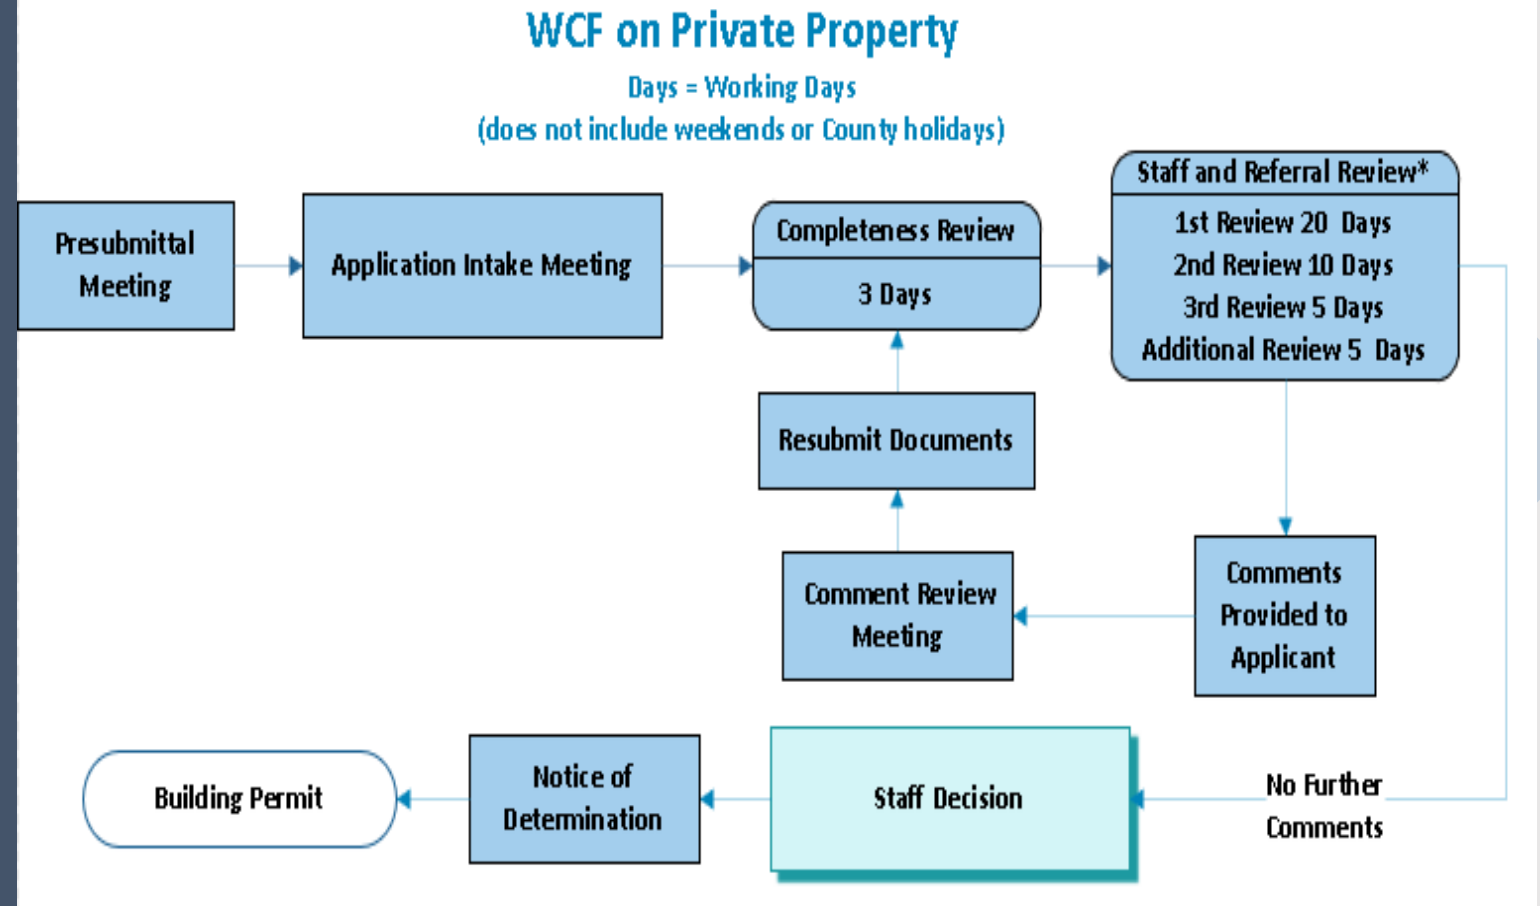 WCF on Private Property
Days = Working Days
(does not include weekends or County holidays)
Presubmittal
Meeting
Application Intake Meeting
Completeness Review
3 Days
Staff and Referral Review*
1st Review 20 Days
2nd Review 10 Days
3rd Review 5 Days
Additional Review 5 Days
Comments
Provided to
Applicant
Comment Review
Meeting
Resubmit Documents
No Further
Comments
Staff Decision
Notice of
Determination
Building Permit